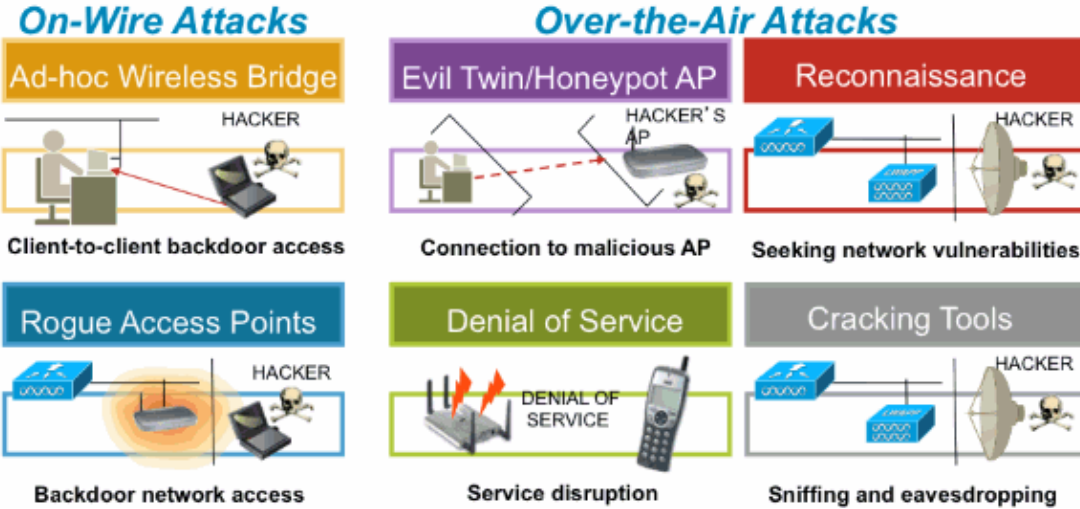 On-Wire Attacks
Over-the-Air Attacks
Ad-hoc Wireless Bridge
HACKER
Client-to-client backdoor access
Evil Twin/Honeypot AP
HACKER'S
AP
Connection to malicious AP
Reconnaissance
HACKER
LWAPP
Seeking network vulnerabilities
Rogue Access Points
HACKER
Backdoor network access
Denial of Service
DENIAL OF
SERVICE
Service disruption
Cracking Tools
HACKER
LWAPP
Sniffing and eavesdropping